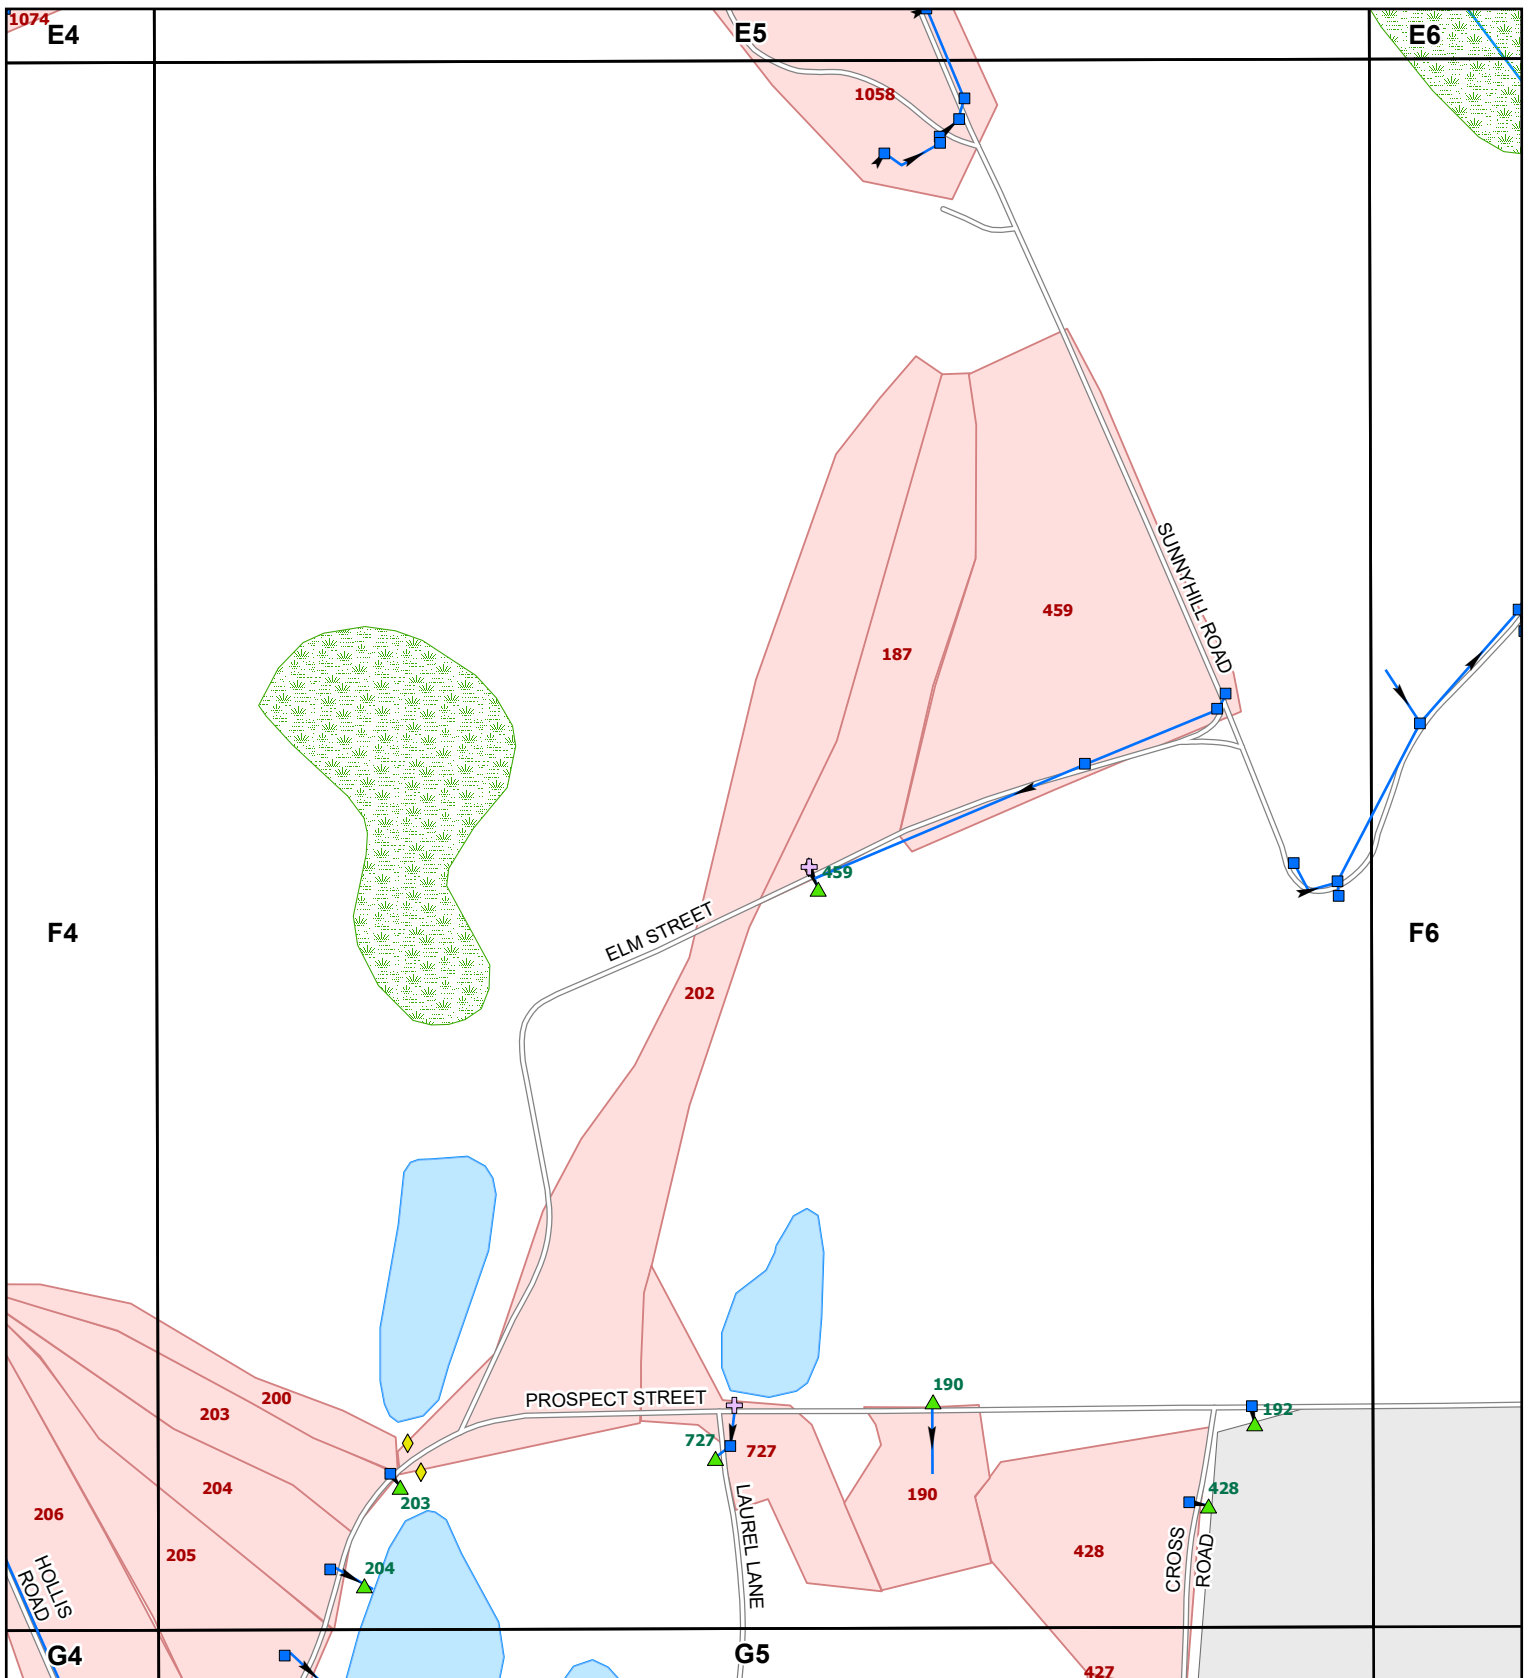 1074
E4
E5
E6
1058
SUNNYHILL ROAD
459
187
459
F4
F6
ELM STREET
202
190
PROSPECT STREET
200
203
192
727
727
204
428
190
203
206
205
428
204
HOLLIS
ROAD
LAUREL LANE
CROSS
ROAD
G4
G5
427